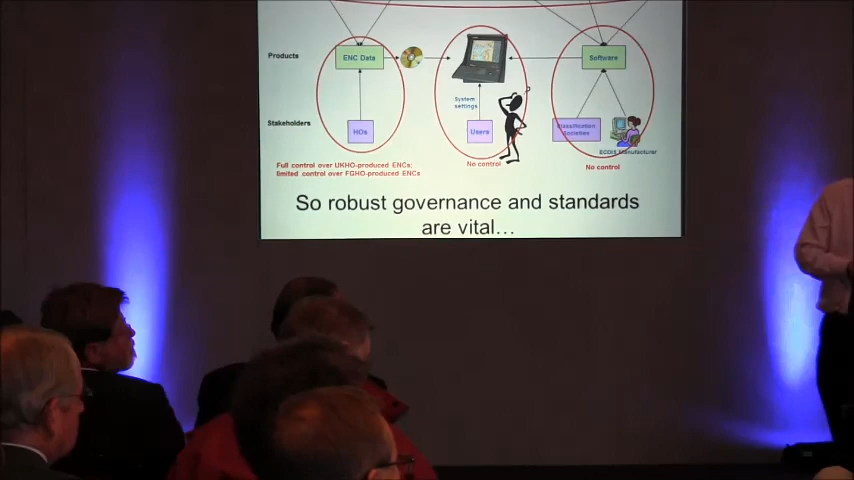 Products
ENC Data
Software
System
settings
Stakeholders
HOs
Users
Classification
Societies
ECDIS Manufacturer
Full control over UKHO-produced ENCs;
limited control over FGHO-produced ENCs
No control
No control
So robust governance and standards
are vital...